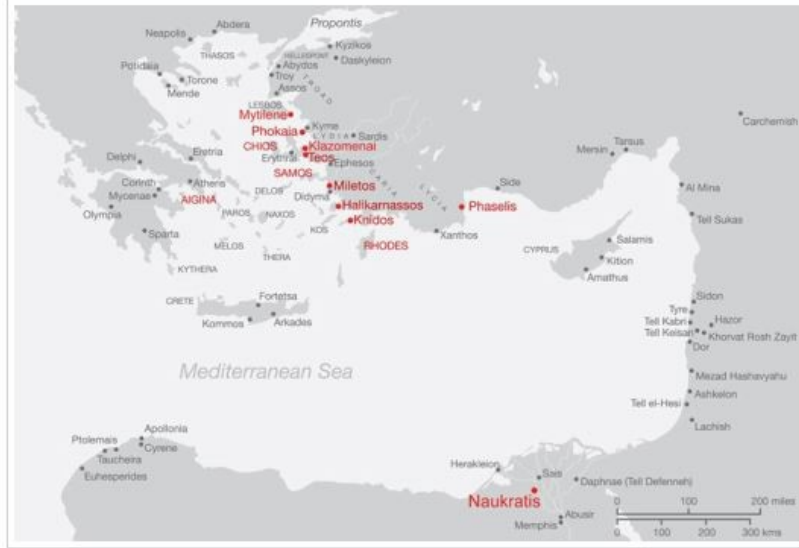 Propontis
Abdera
Neapolis
THASOS
Kyzikos
HELLESPONT
Daskyleion
Abydos
Potidaia
Torone
Troy
TROAD
Mende
Assos
LESBOS
Mytilene
Carchemish
Kyme
Phokaia
LYDIA
Sardis
CHIOS
Klazomenai
Erythrai
Teos
Ephesos
Tarsus
Mersin
Delphi
Eretria
SAMOS
CARIA
Corinth
Athens
Miletos
LYCIA
Side
Al Mina
Mycenae
DELOS
Didyma
AIGINA
Halikarnassos
Phaselis
Olympia
PAROS
NAXOS
Knidos
Tell Sukas
Sparta
KOS
Xanthos
MELOS
RHODES
CYPRUS
Salamis
THERA
Kition
KYTHERA
Amathus
CRETE
Fortetsa
Sidon
Kommos
Arkades
Tyre
Tell Kabri
Hazor
Tell Keisan
Khorvat Rosh Zayit
Dor
Mediterranean Sea
Mezad Hashavyahu
Ashkelon
Tell el-Hesi
Lachish
Apollonia
Ptolemais
Cyrene
Taucheira
Euhesperides
Herakleion
Sais
Daphnae (Tell Defenneh)
Naukratis
0 100 200 miles
Abusir
Memphis
0 100 200 300 kms